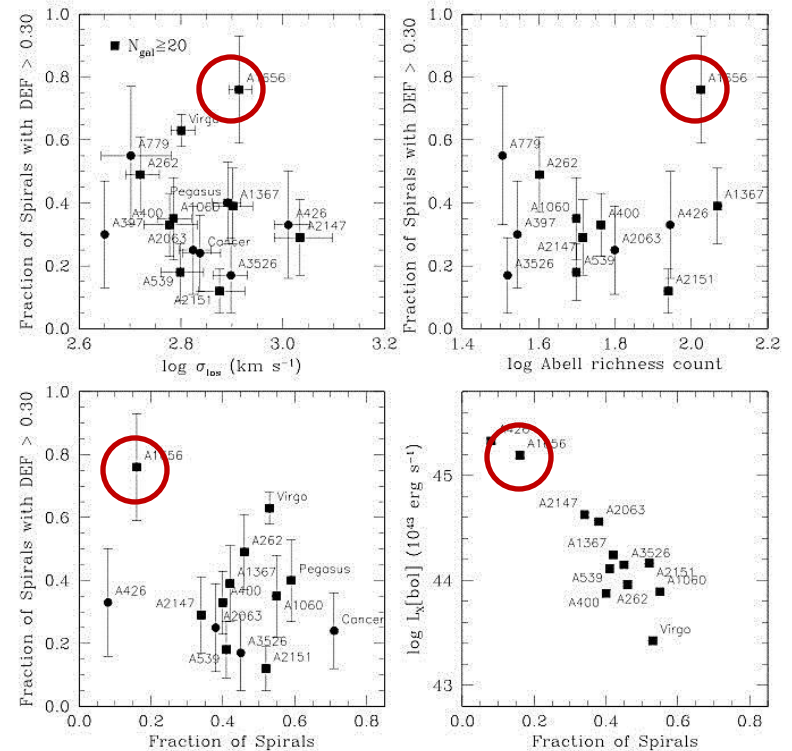 Fraction of Spirals with DEF > 0.30
1.0
0.8
0.6
0.4
0.2
0.0
■ N_gal≥20
A1656
Virgo
A779
A262
Pegasus
A1367
A1060
A400
A397
A426
A2147
A2063
Cancer
A539
A3526
A2151
2.6 2.8 3.0 3.2
log σ_los (km s⁻¹)
Fraction of Spirals with DEF > 0.30
1.0
0.8
0.6
0.4
0.2
0.0
A1656
A779
A262
A1367
A1060
A400
A426
A397
A2147
A2063
A3526
A539
A2151
1.4 1.6 1.8 2.0 2.2
log Abell richness count
Fraction of Spirals with DEF > 0.30
1.0
0.8
0.6
0.4
0.2
0.0
A1656
Virgo
A262
A1367
Pegasus
A426
A400
A2147
A1060
A2063
Cancer
A3526
A539
A2151
0.0 0.2 0.4 0.6 0.8
Fraction of Spirals
log L_X[bol] (10⁴³ erg s⁻¹)
45
44
43
A426
A1656
A2147
A2063
A1367
A3526
A539
A2151
A1060
A400
A262
Virgo
0.0 0.2 0.4 0.6 0.8
Fraction of Spirals